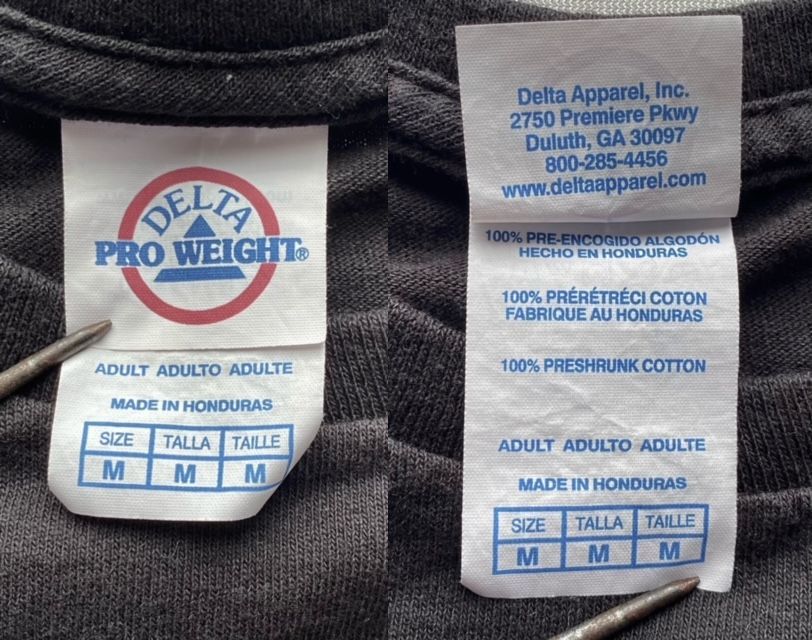 DELTA
PRO WEIGHT®
ADULT ADULTO ADULTE
MADE IN HONDURAS
SIZE TALLA TAILLE
M M M
Delta Apparel, Inc.
2750 Premiere Pkwy
Duluth, GA 30097
800-285-4456
www.deltaapparel.com
100% PRE-ENCOGIDO ALGODÓN
HECHO EN HONDURAS
100% PRÉRÉTRÉCI COTON
FABRIQUE AU HONDURAS
100% PRESHRUNK COTTON
ADULT ADULTO ADULTE
MADE IN HONDURAS
SIZE TALLA TAILLE
M M M